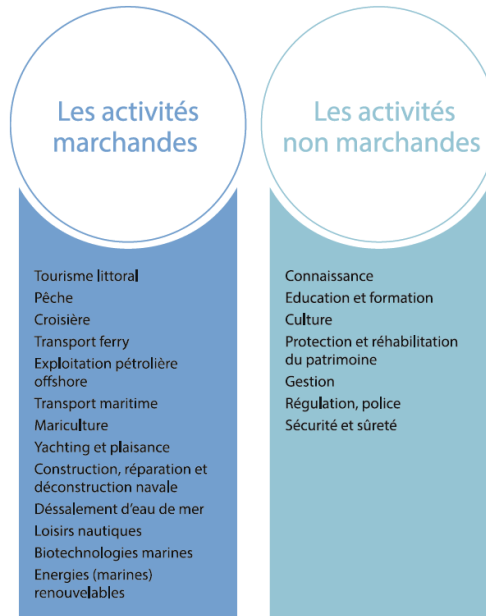 Les activités
marchandes
Tourisme littoral
Pêche
Croisière
Transport ferry
Exploitation pétrolière
offshore
Transport maritime
Mariculture
Yachting et plaisance
Construction, réparation et
déconstruction navale
Déssalement d'eau de mer
Loisirs nautiques
Biotechnologies marines
Energies (marines)
renouvelables
Les activités
non marchandes
Connaissance
Education et formation
Culture
Protection et réhabilitation
du patrimoine
Gestion
Régulation, police
Sécurité et sûreté